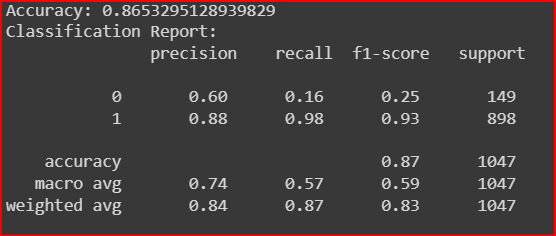 Accuracy: 0.8653295128939829
Classification Report:
precision recall f1-score support
0 0.60 0.16 0.25 149
1 0.88 0.98 0.93 898
accuracy 0.87 1047
macro avg 0.74 0.57 0.59 1047
weighted avg 0.84 0.87 0.83 1047